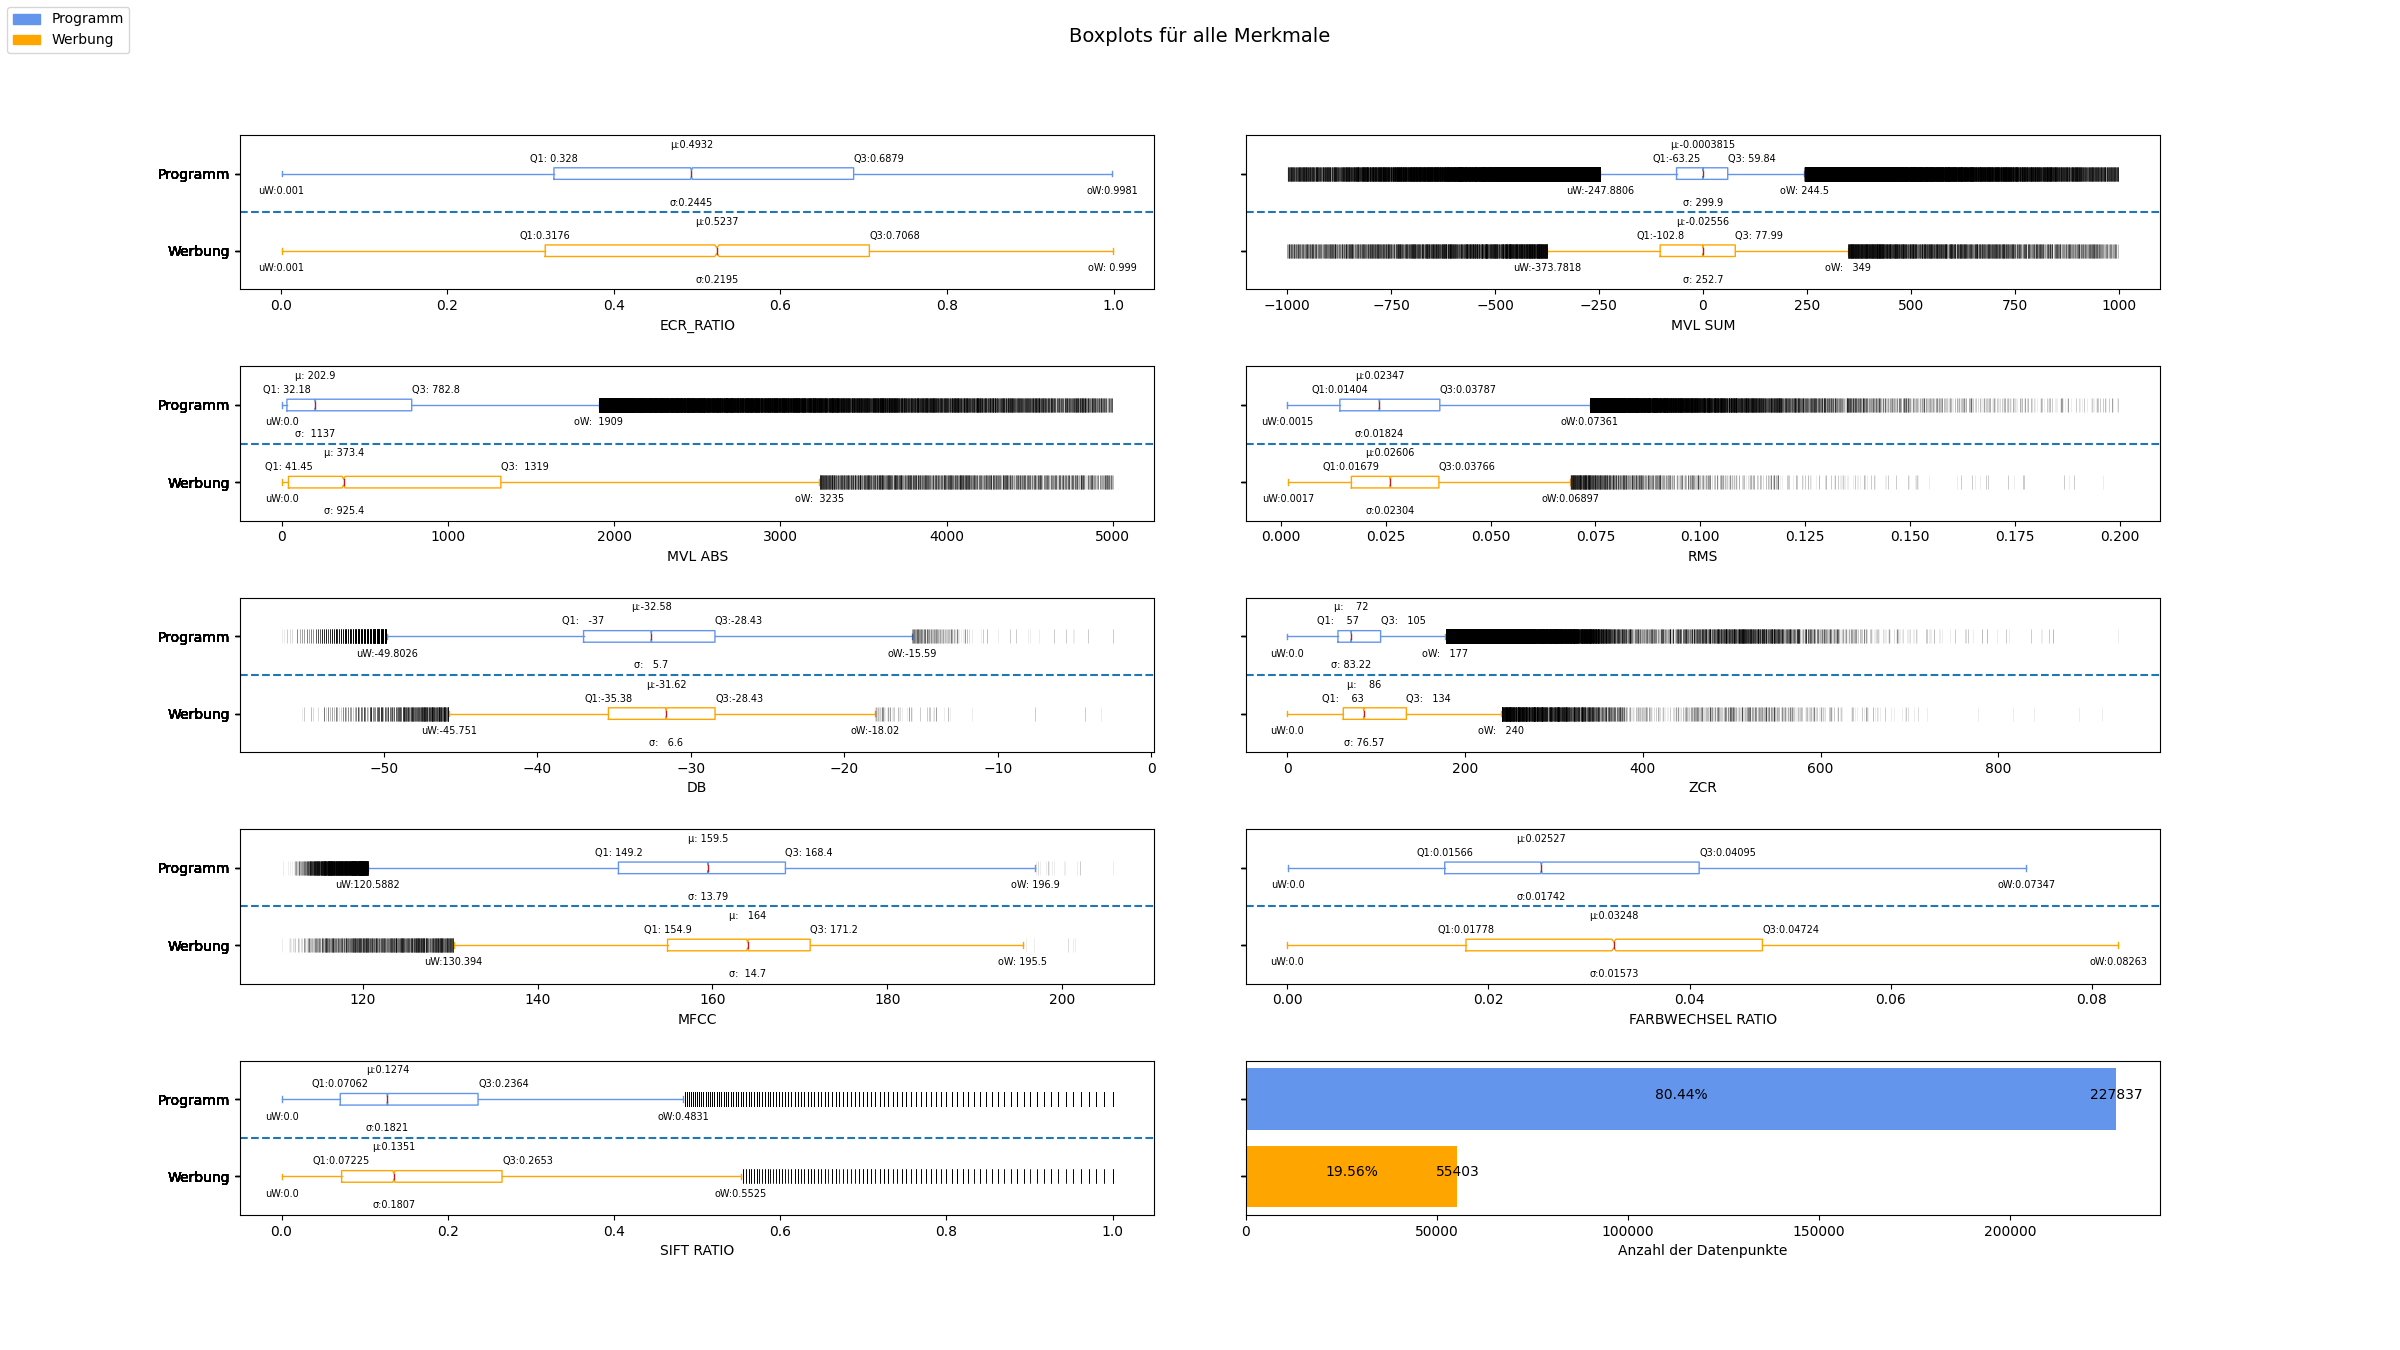 Programm
Werbung
Boxplots für alle Merkmale
μ:0.4932
Q1: 0.328 Q3:0.6879
Programm
uW:0.001 oW:0.9981
σ:0.2445
μ:0.5237
Q1:0.3176 Q3:0.7068
Werbung
uW:0.001 oW: 0.999
σ:0.2195
0.0 0.2 0.4 0.6 0.8 1.0
ECR_RATIO
μ:-0.0003815
Q1:-63.25 Q3: 59.84
uW:-247.8806 oW: 244.5
σ: 299.9
μ:-0.02556
Q1:-102.8 Q3: 77.99
uW:-373.7818 oW: 349
σ: 252.7
−1000 −750 −500 −250 0 250 500 750 1000
MVL SUM
μ: 202.9
Q1: 32.18 Q3: 782.8
Programm
uW:0.0 oW: 1909
σ: 1137
μ: 373.4
Q1: 41.45 Q3: 1319
Werbung
uW:0.0 oW: 3235
σ: 925.4
0 1000 2000 3000 4000 5000
MVL ABS
μ:0.02347
Q1:0.01404 Q3:0.03787
uW:0.0015 oW:0.07361
σ:0.01824
μ:0.02606
Q1:0.01679 Q3:0.03766
uW:0.0017 oW:0.06897
σ:0.02304
0.000 0.025 0.050 0.075 0.100 0.125 0.150 0.175 0.200
RMS
μ:-32.58
Q1: -37 Q3:-28.43
Programm
uW:-49.8026 oW:-15.59
σ: 5.7
μ:-31.62
Q1:-35.38 Q3:-28.43
Werbung
uW:-45.751 oW:-18.02
σ: 6.6
−50 −40 −30 −20 −10 0
DB
μ: 72
Q1: 57 Q3: 105
uW:0.0 oW: 177
σ: 83.22
μ: 86
Q1: 63 Q3: 134
uW:0.0 oW: 240
σ: 76.57
0 200 400 600 800
ZCR
μ: 159.5
Q1: 149.2 Q3: 168.4
Programm
uW:120.5882 oW: 196.9
σ: 13.79
μ: 164
Q1: 154.9 Q3: 171.2
Werbung
uW:130.394 oW: 195.5
σ: 14.7
120 140 160 180 200
MFCC
μ:0.02527
Q1:0.01566 Q3:0.04095
uW:0.0 oW:0.07347
σ:0.01742
μ:0.03248
Q1:0.01778 Q3:0.04724
uW:0.0 oW:0.08263
σ:0.01573
0.00 0.02 0.04 0.06 0.08
FARBWECHSEL RATIO
μ:0.1274
Q1:0.07062 Q3:0.2364
Programm
uW:0.0 oW:0.4831
σ:0.1821
μ:0.1351
Q1:0.07225 Q3:0.2653
Werbung
uW:0.0 oW:0.5525
σ:0.1807
0.0 0.2 0.4 0.6 0.8 1.0
SIFT RATIO
80.44% 227837
19.56% 55403
0 50000 100000 150000 200000
Anzahl der Datenpunkte